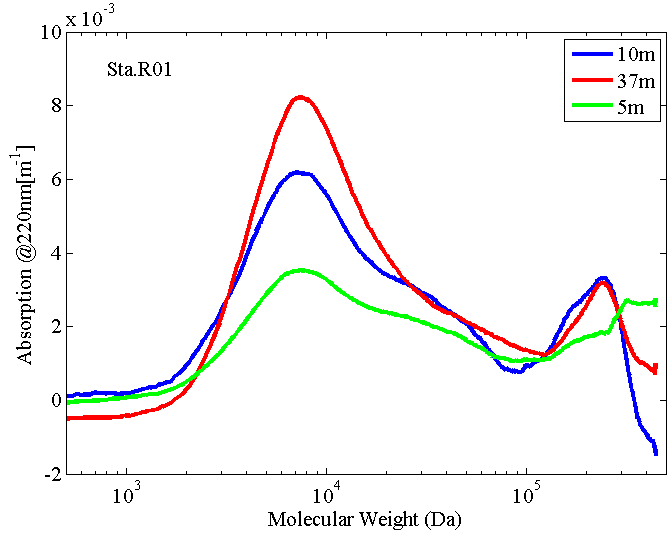 x 10^-3
10
8
6
4
2
0
-2
Sta.R01
10m
37m
5m
Absorption @220nm[m^-1]
10^3
10^4
10^5
Molecular Weight (Da)